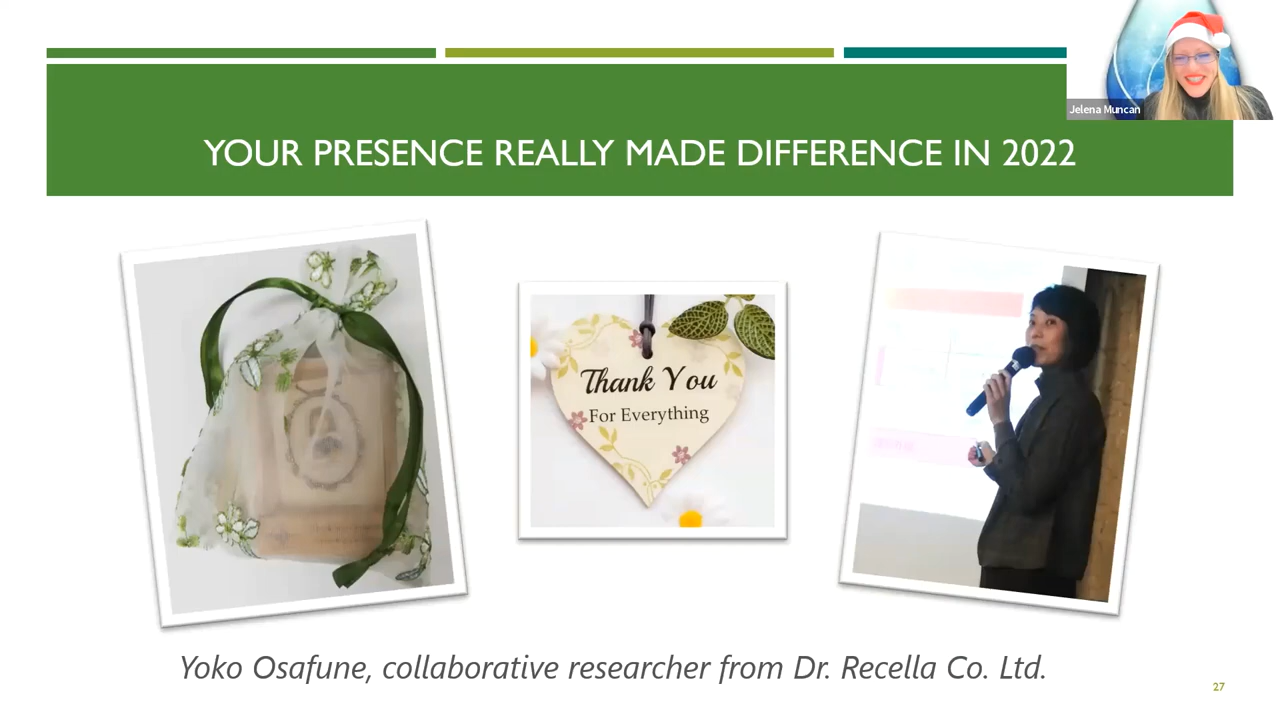 Jelena Muncan
YOUR PRESENCE REALLY MADE DIFFERENCE IN 2022
Thank You
For Everything
Yoko Osafune, collaborative researcher from Dr. Recella Co. Ltd.
27